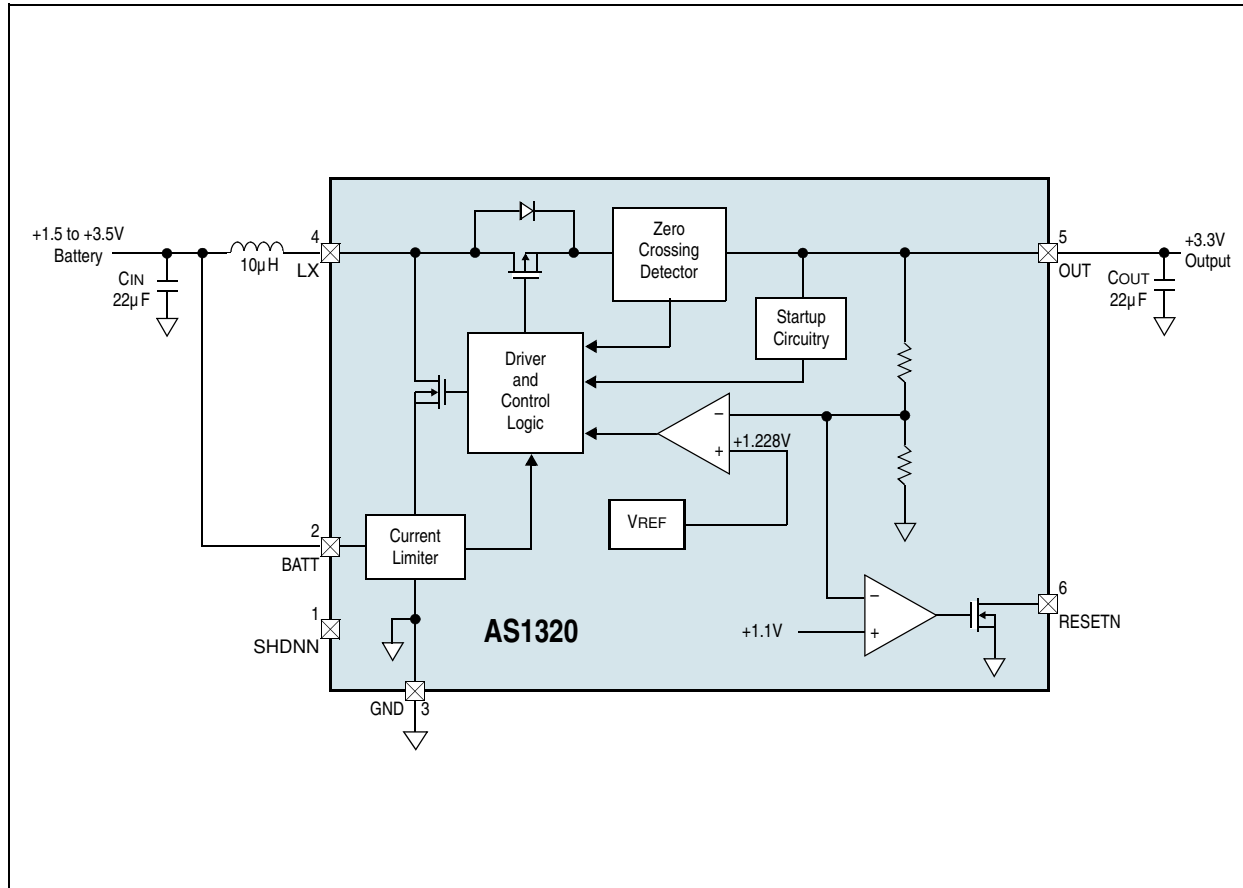 Zero
Crossing
Detector
+1.5 to +3.5V
Battery
4
LX
10µH
CIN
22µF
5
OUT
+3.3V
Output
COUT
22µF
Startup
Circuitry
Driver
and
Control
Logic
–
+
+1.228V
VREF
2
BATT
Current
Limiter
1
SHDNN
AS1320
–
+
+1.1V
6
RESETN
GND 3